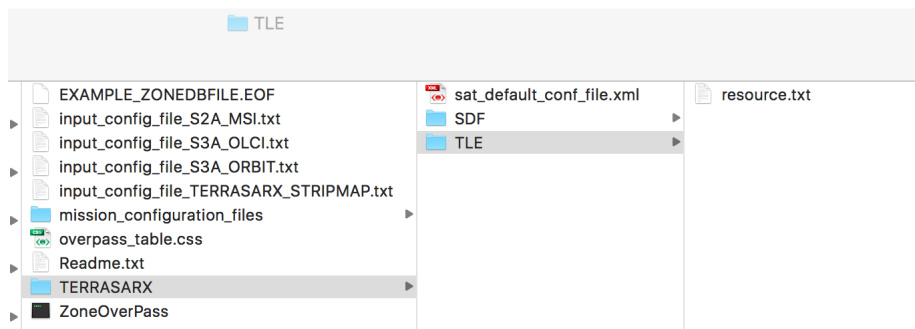 TLE
EXAMPLE_ZONEDBFILE.EOF
input_config_file_S2A_MSI.txt
input_config_file_S3A_OLCI.txt
input_config_file_S3A_ORBIT.txt
input_config_file_TERRASARX_STRIPMAP.txt
mission_configuration_files
overpass_table.css
Readme.txt
TERRASARX
ZoneOverPass
sat_default_conf_file.xml
SDF
TLE
resource.txt